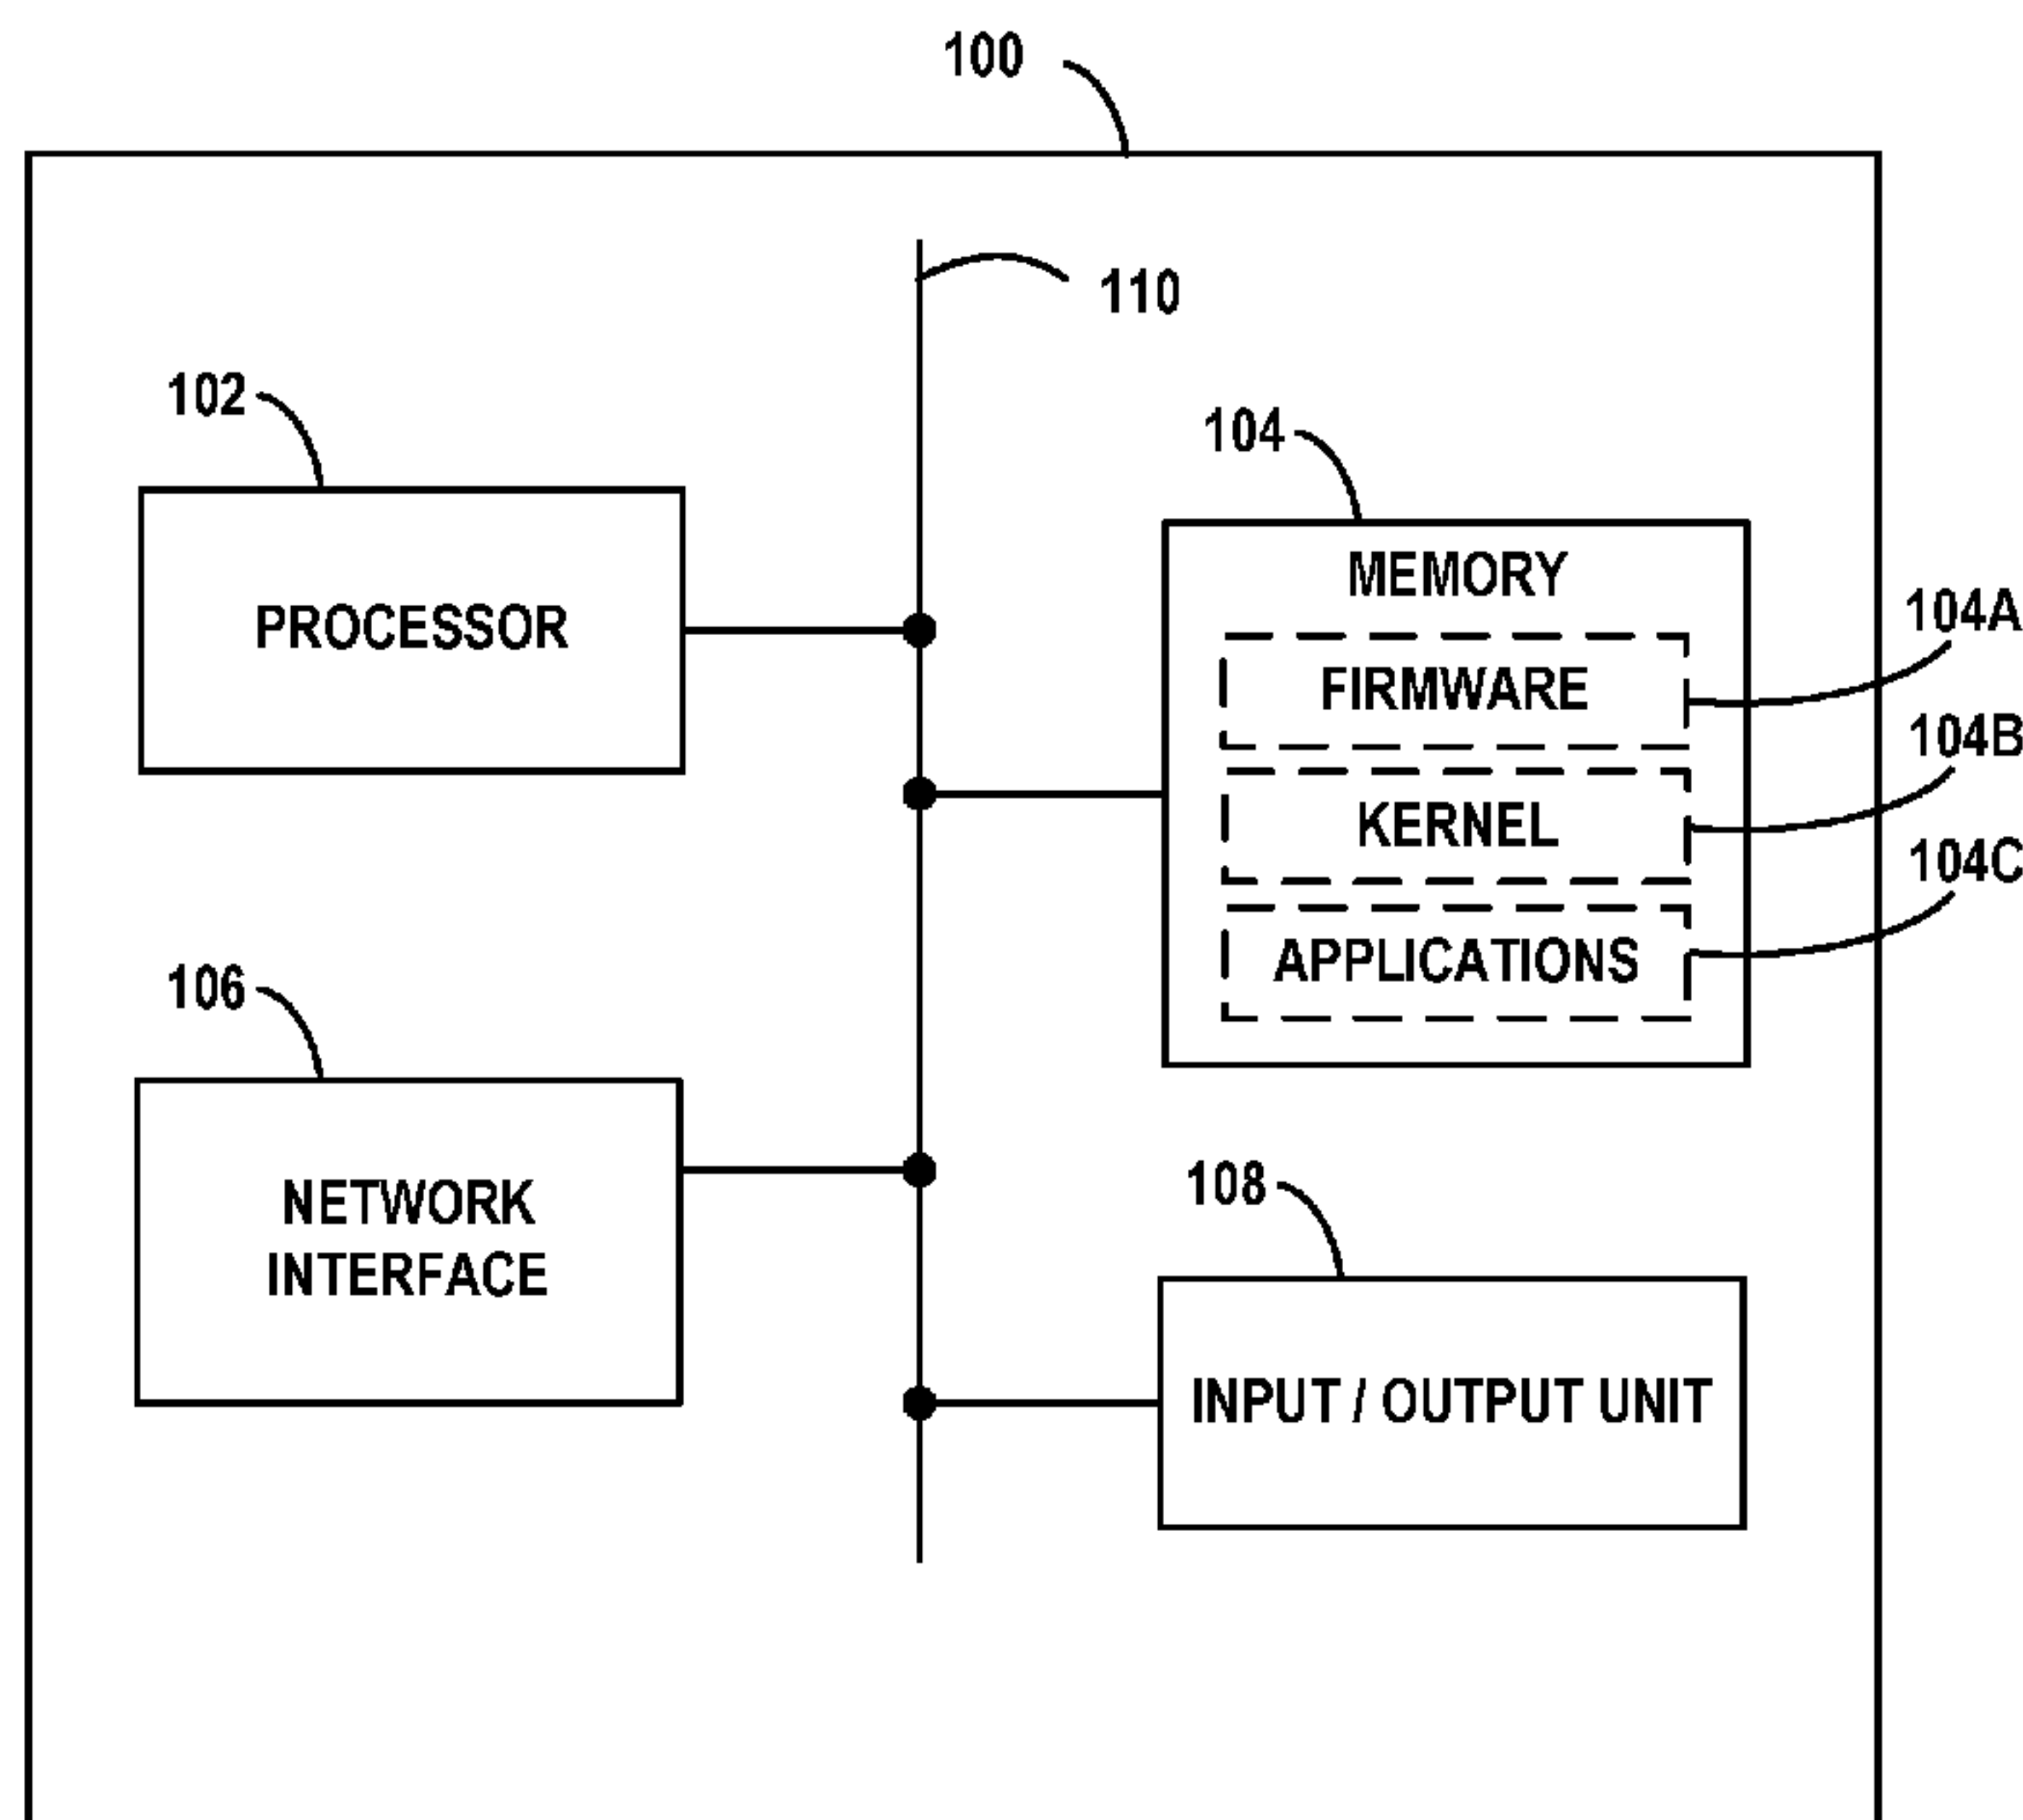 100
110
102
PROCESSOR
104
MEMORY
104A
FIRMWARE
104B
KERNEL
104C
APPLICATIONS
106
NETWORK
INTERFACE
108
INPUT / OUTPUT UNIT